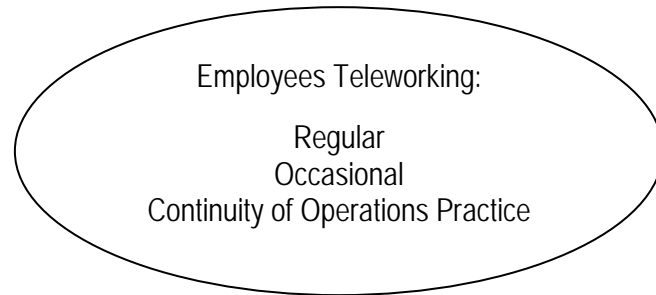 Employees Teleworking:
Regular
Occasional
Continuity of Operations Practice